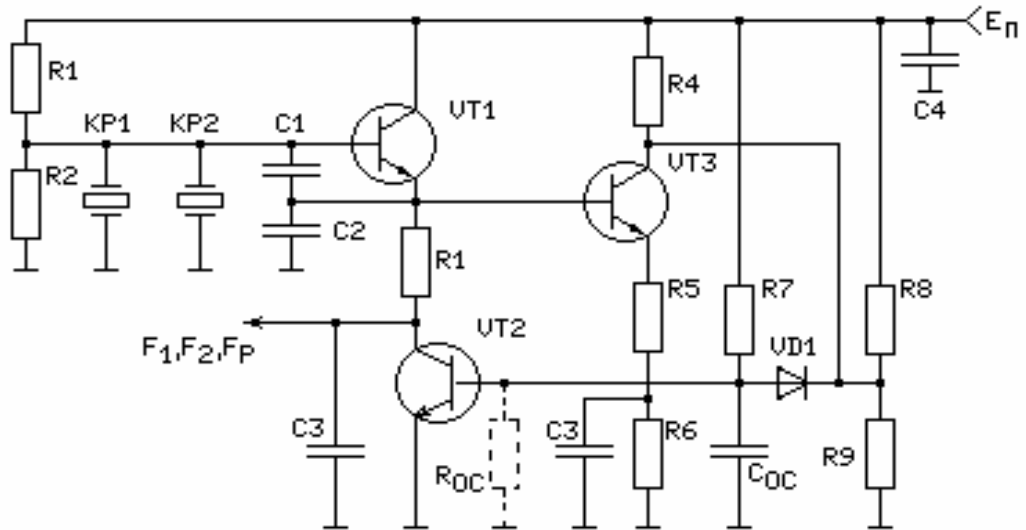 Eп
R1
R4
C4
KP1
KP2
C1
VT1
VT3
R2
C2
R1
R5
R7
R8
F1,F2,FP
VT2
VD1
C3
ROC
C3
R6
COC
R9